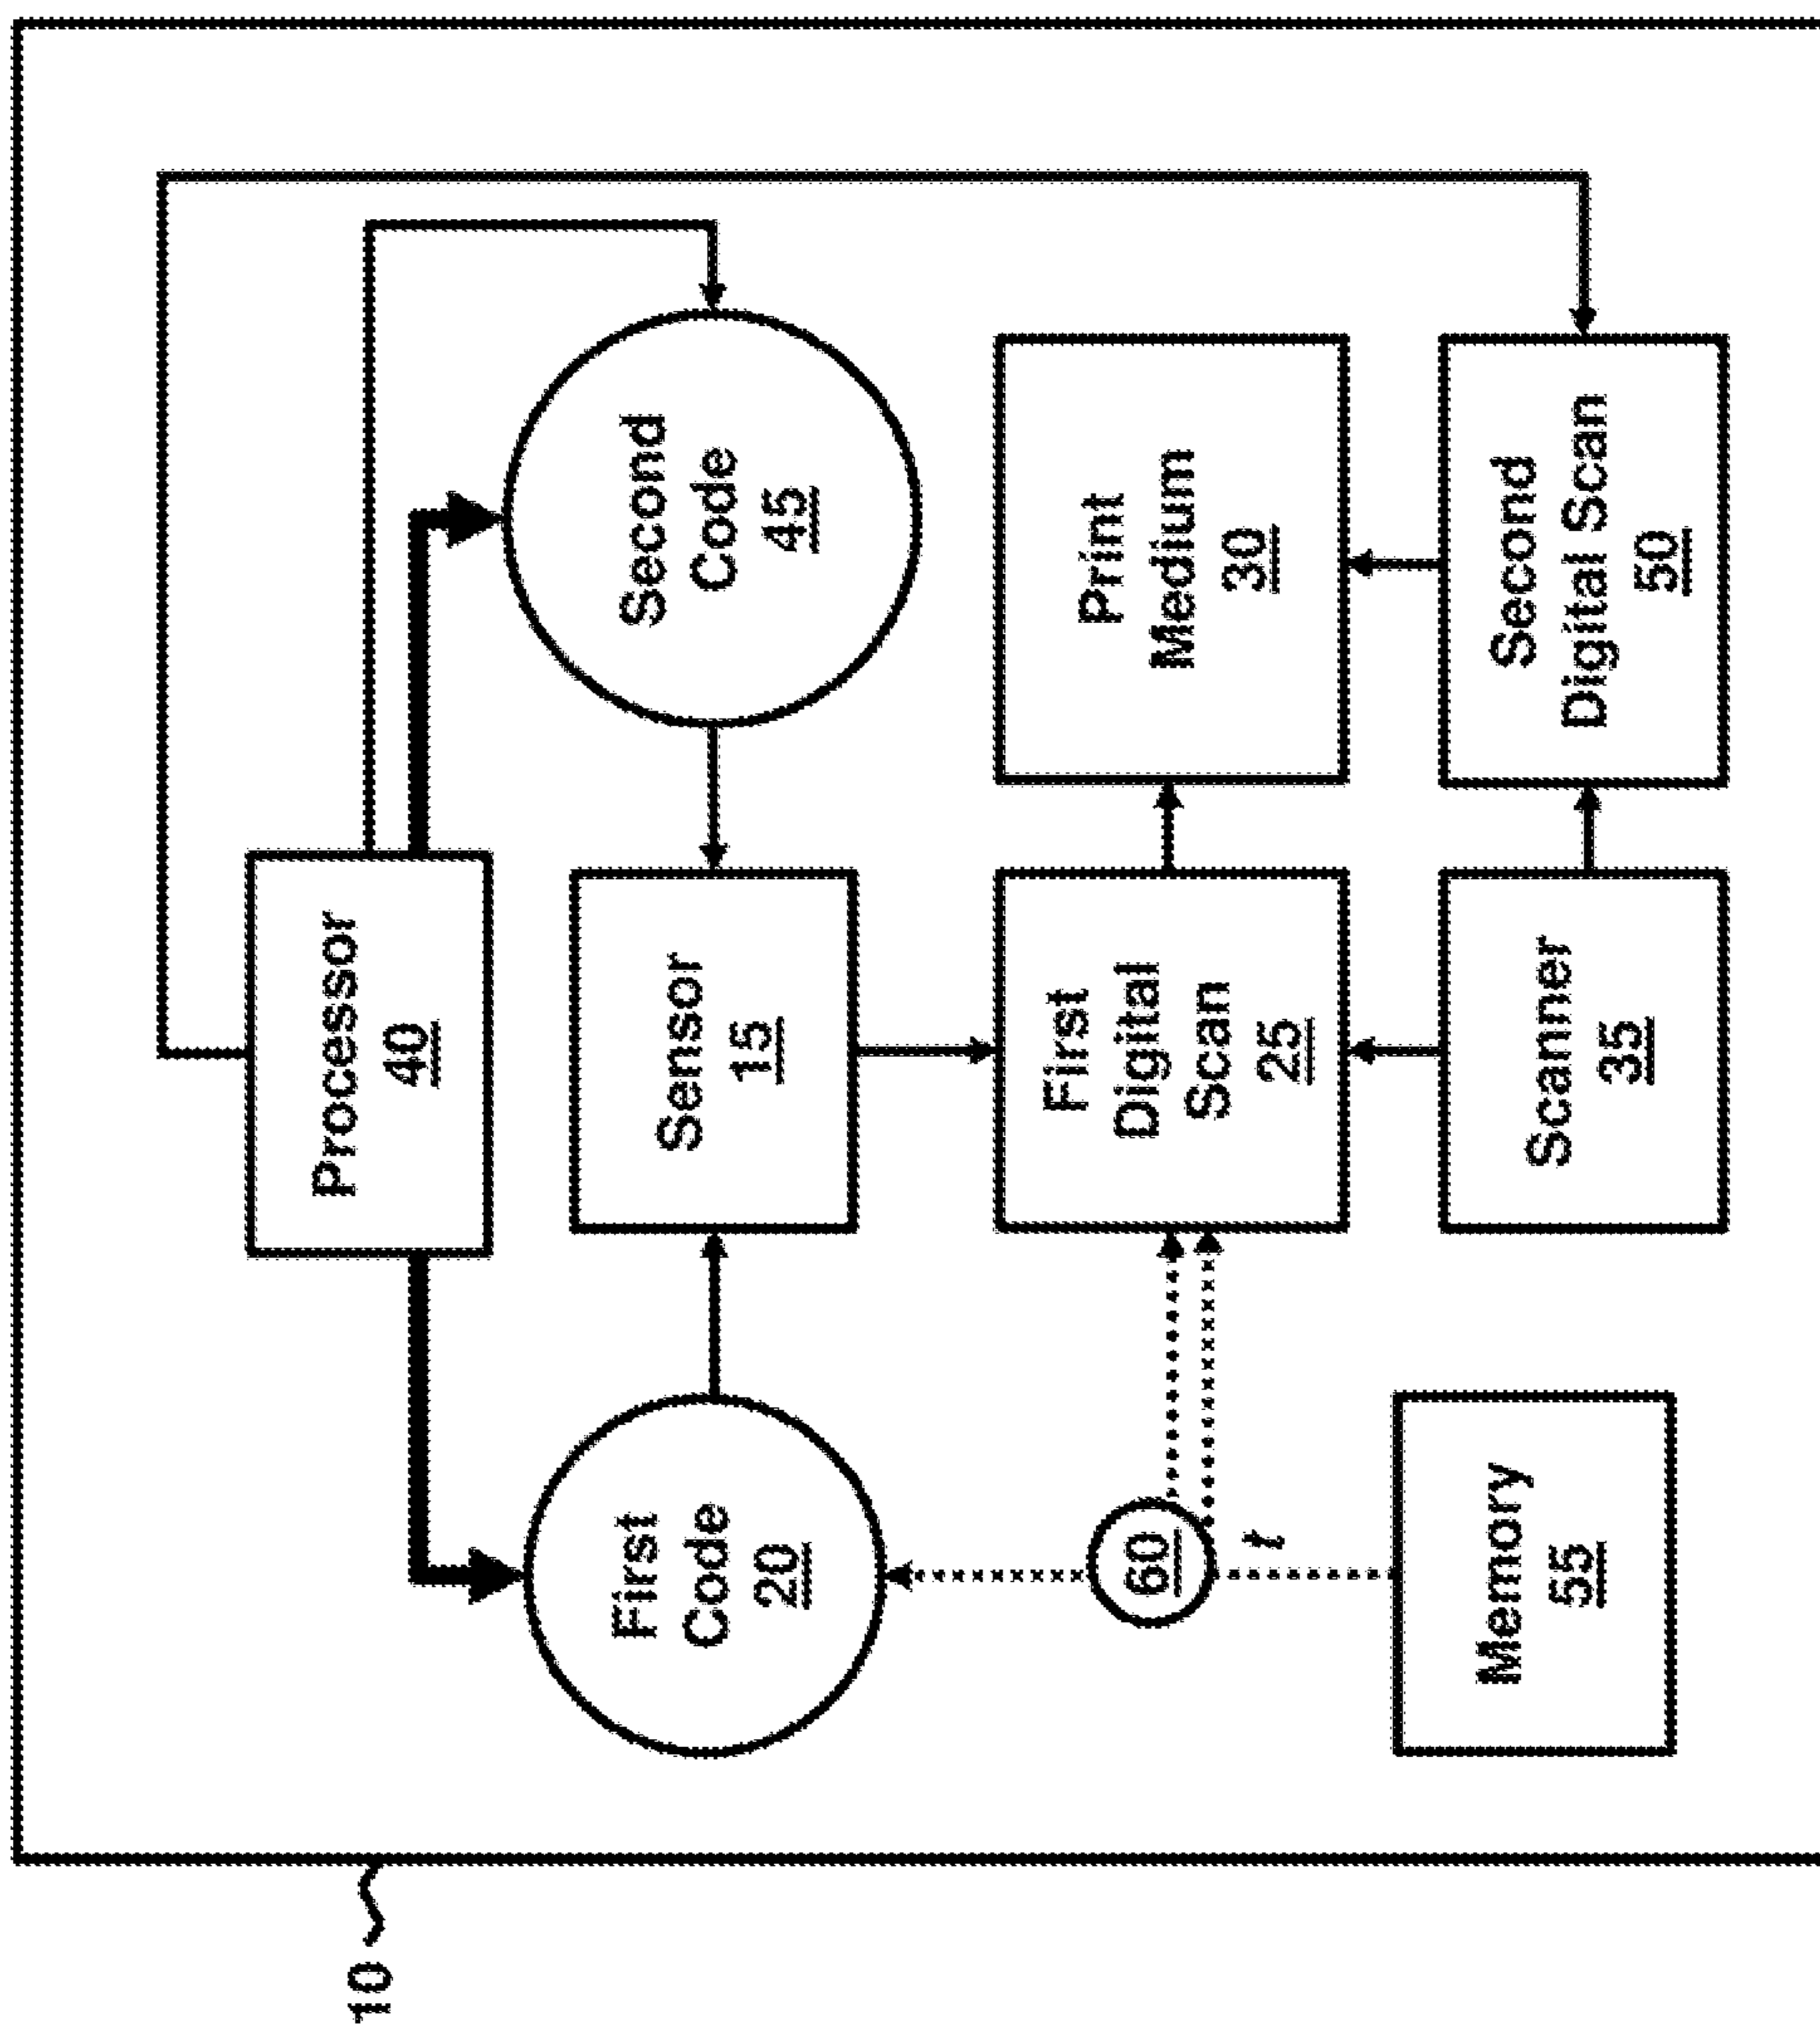 10
Processor
40
First
Code
20
Sensor
15
Second
Code
45
60
t
First
Digital
Scan
25
Print
Medium
30
Memory
55
Scanner
35
Second
Digital Scan
50